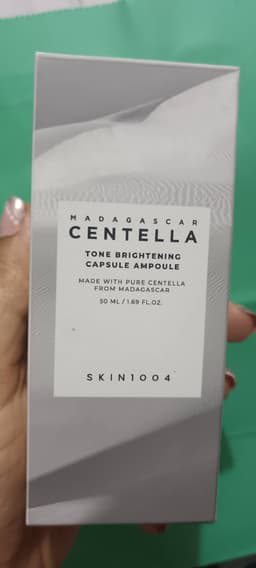 MADAGASCAR
CENTELLA
TONE BRIGHTENING
CAPSULE AMPOULE
MADE WITH PURE CENTELLA
FROM MADAGASCAR
50 ML / 1.69 FL.OZ.
SKIN1004